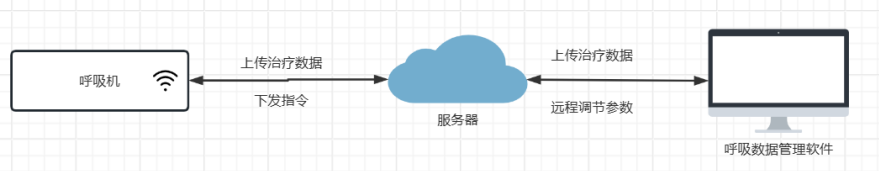 上传治疗数据
呼吸机
下发指令
服务器
上传治疗数据
远程调节参数
呼吸数据管理软件